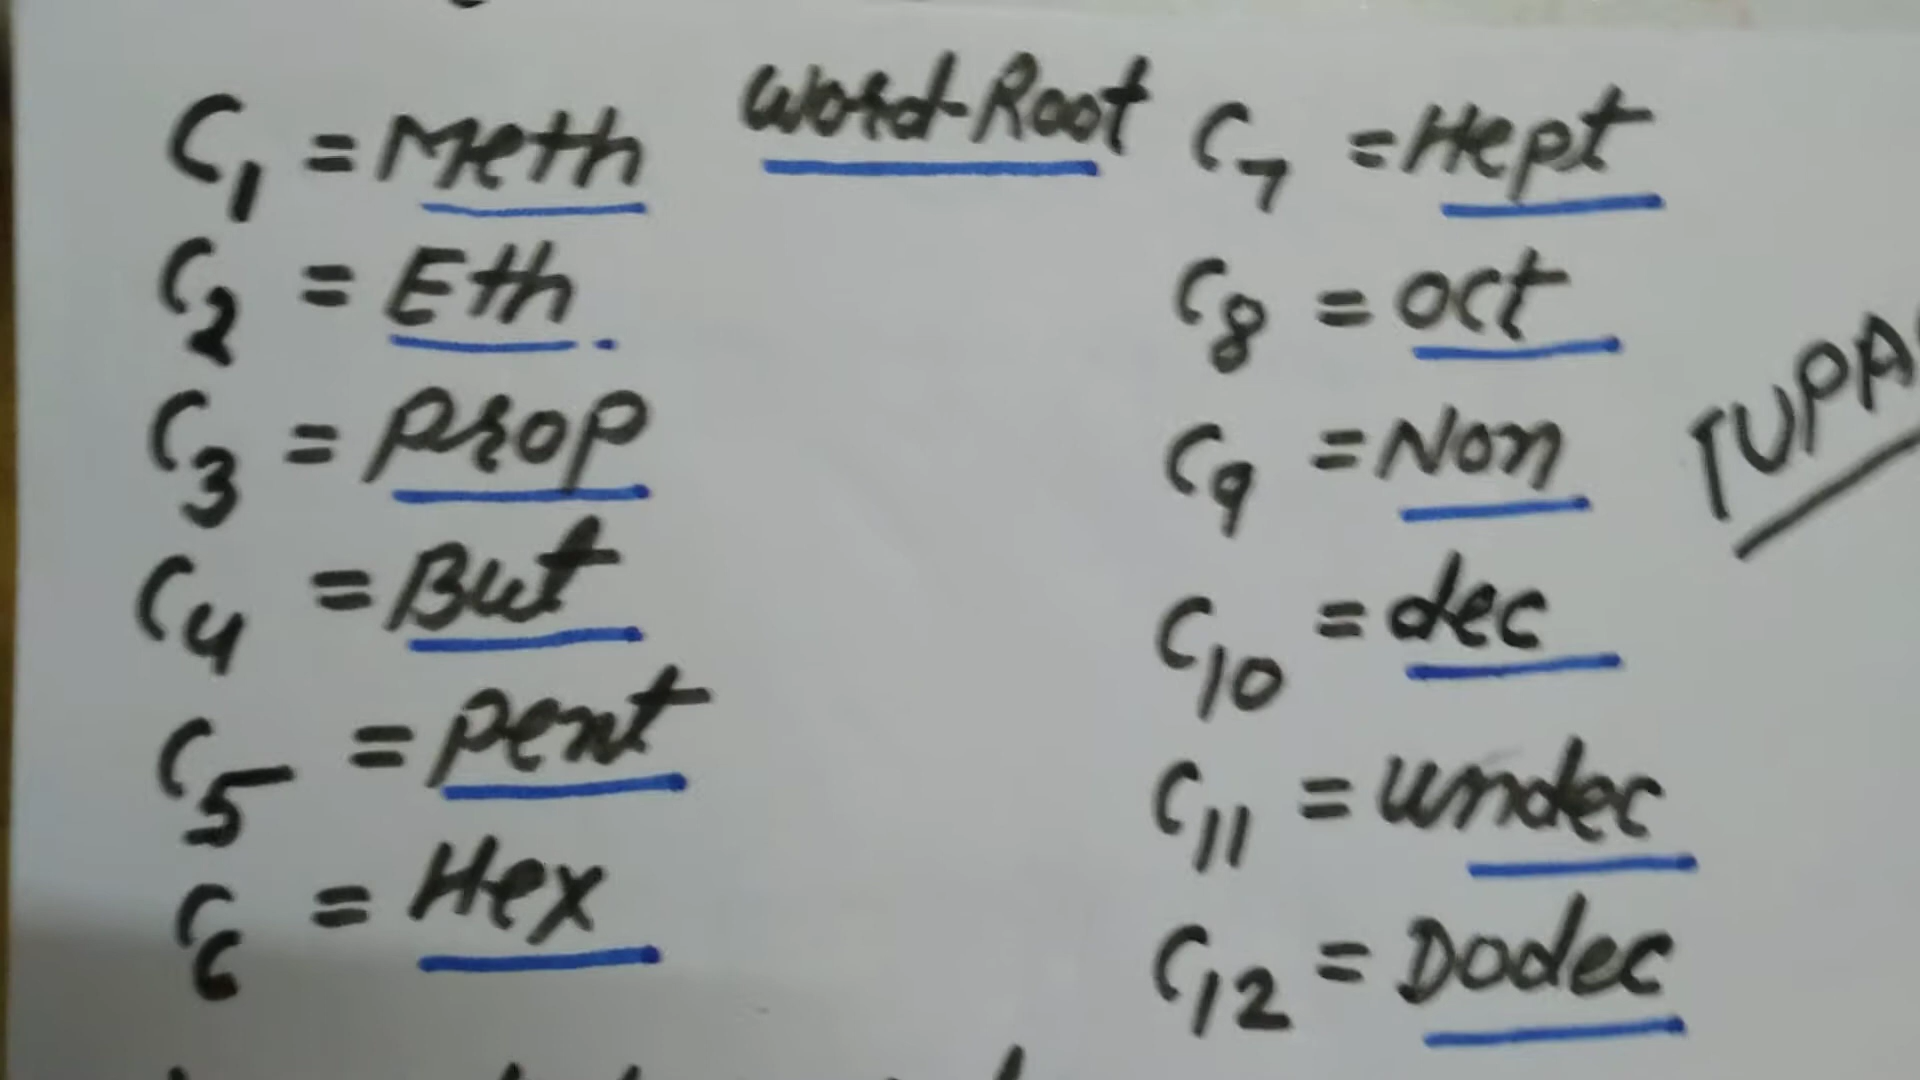 Word-Root
C1 = Meth
C2 = Eth
C3 = Prop
C4 = But
C5 = Pent
C6 = Hex
C7 = Hept
C8 = oct
C9 = Non
C10 = dec
C11 = undec
C12 = Dodec
TUPA